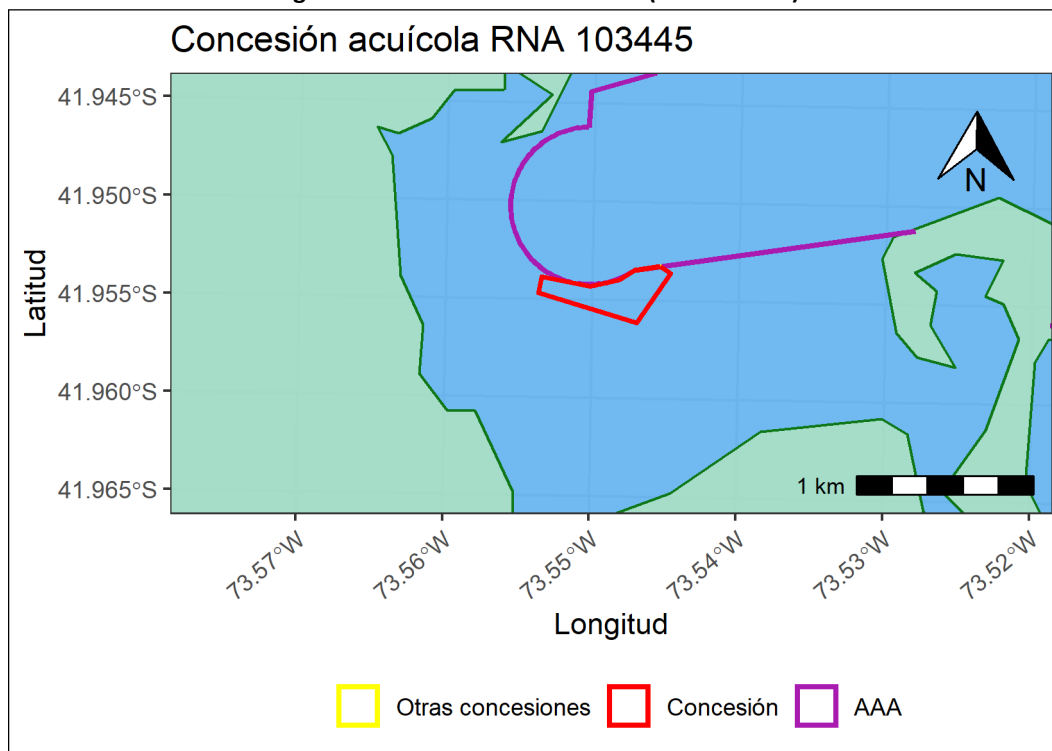 Concesión acuícola RNA 103445
41.945°S
41.950°S
41.955°S
41.960°S
41.965°S
Latitud
N
1 km
73.57°W
73.56°W
73.55°W
73.54°W
73.53°W
73.52°W
Longitud
Otras concesiones
Concesión
AAA